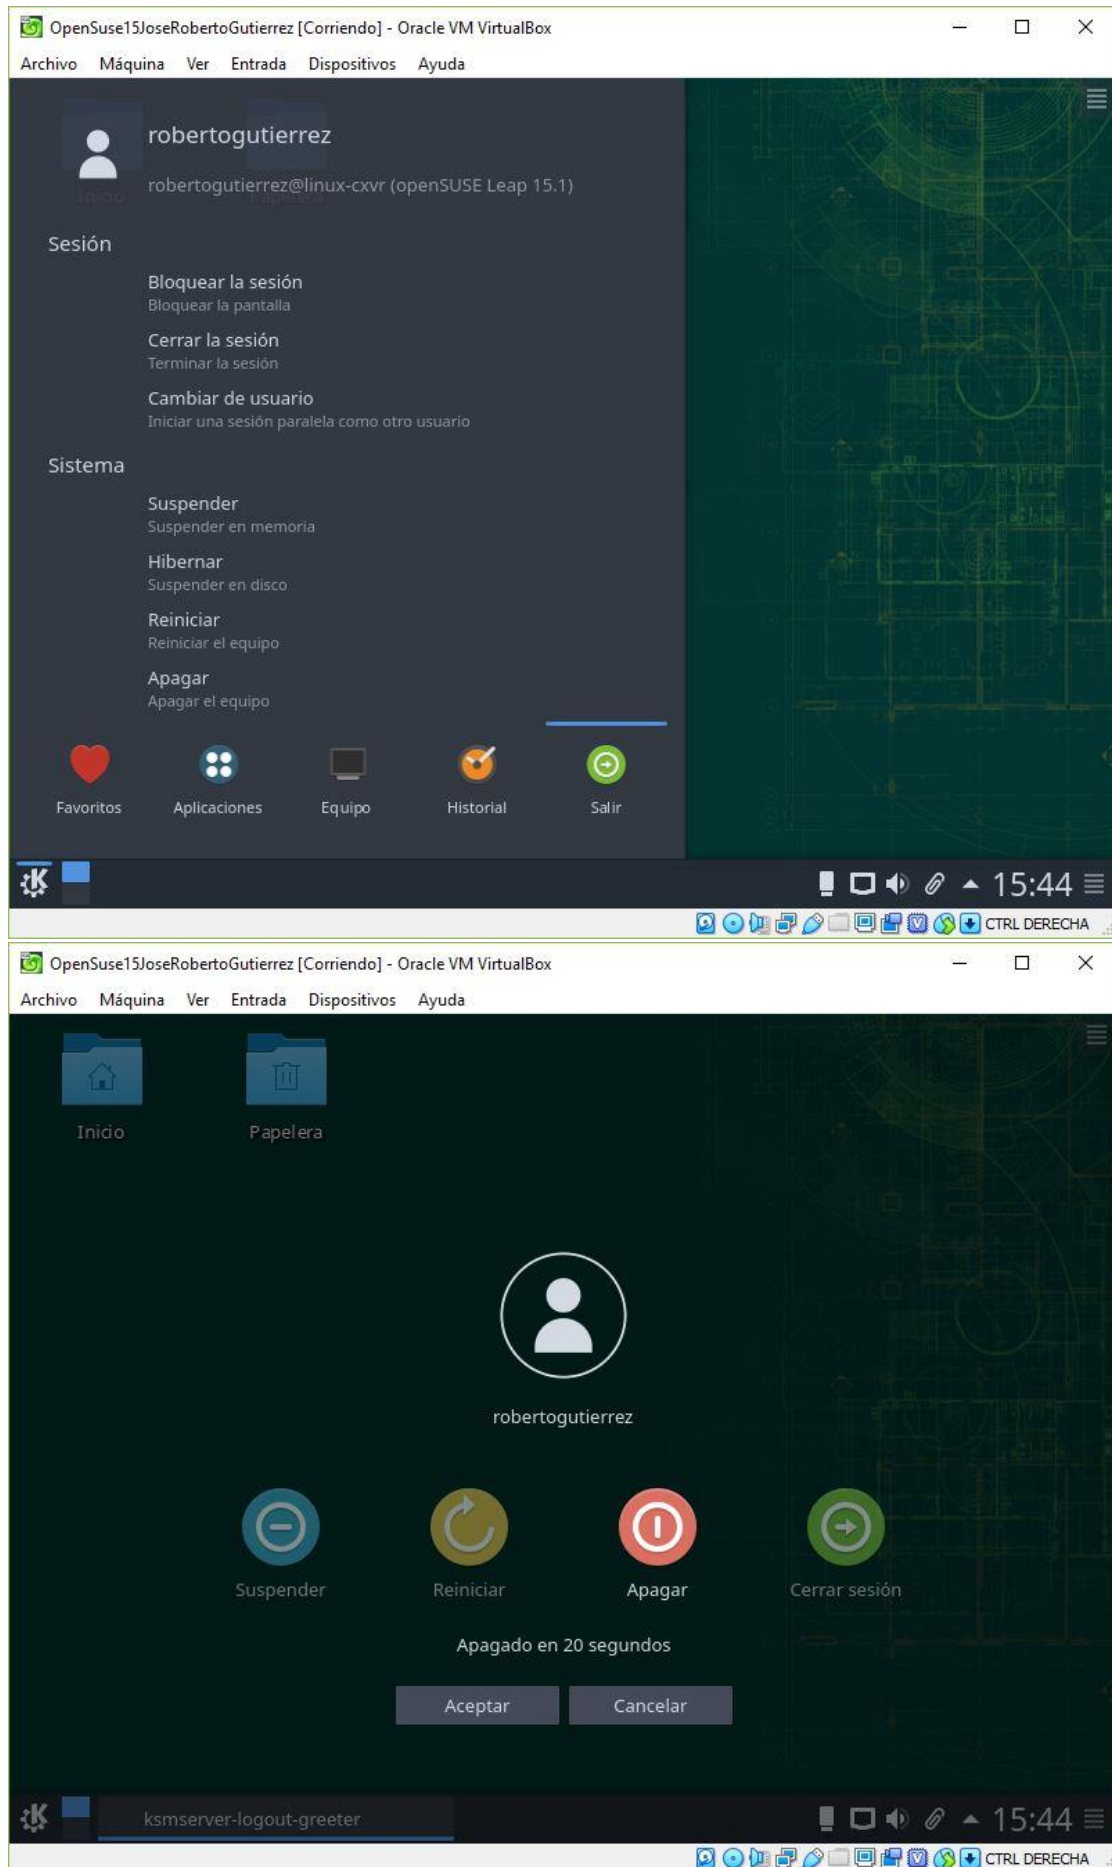 OpenSuse15JoseRobertoGutierrez [Corriendo] - Oracle VM VirtualBox
Archivo Máquina Ver Entrada Dispositivos Ayuda
robertogutierrez
robertogutierrez@linux-cxvr (openSUSE Leap 15.1)
Inicio
Papelera
Sesión
Bloquear la sesión
Bloquear la pantalla
Cerrar la sesión
Terminar la sesión
Cambiar de usuario
Iniciar una sesión paralela como otro usuario
Sistema
Suspender
Suspender en memoria
Hibernar
Suspender en disco
Reiniciar
Reiniciar el equipo
Apagar
Apagar el equipo
Favoritos Aplicaciones Equipo Historial Salir
15:44
CTRL DERECHA
OpenSuse15JoseRobertoGutierrez [Corriendo] - Oracle VM VirtualBox
Archivo Máquina Ver Entrada Dispositivos Ayuda
Inicio Papelera
robertogutierrez
Suspender Reiniciar Apagar Cerrar sesión
Apagado en 20 segundos
Aceptar Cancelar
ksmserver-logout-greeter 15:44
CTRL DERECHA